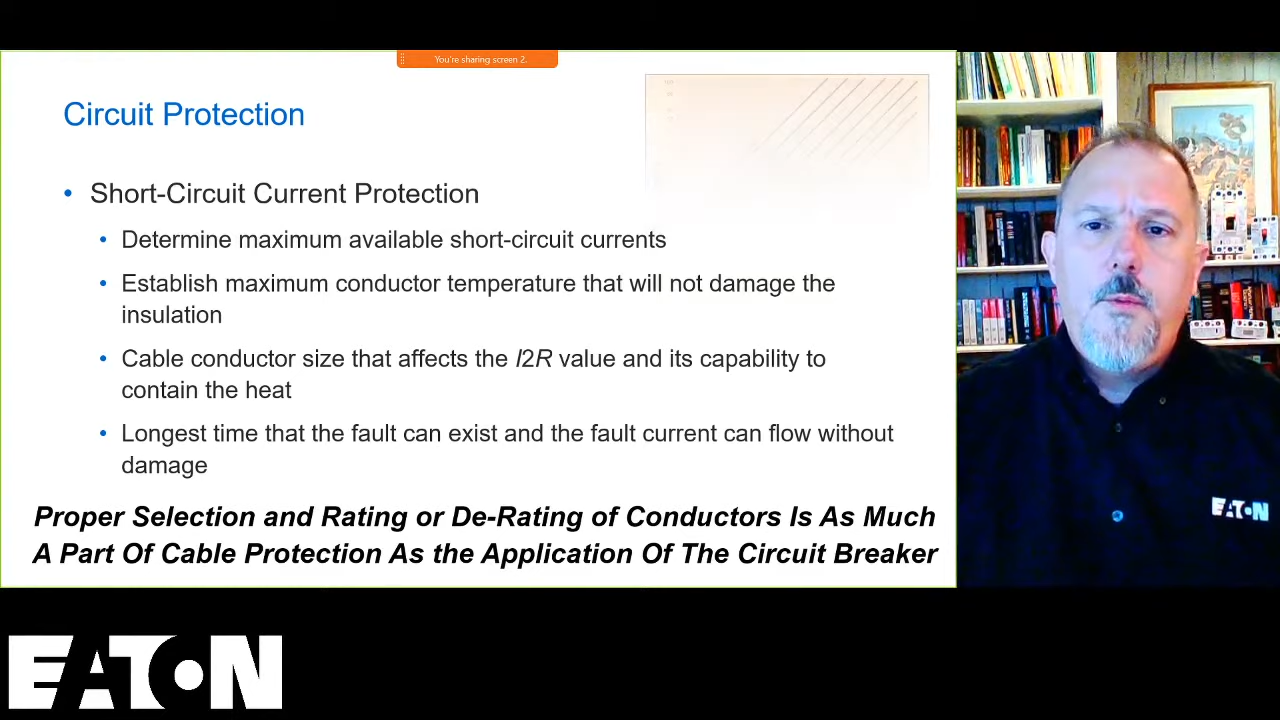 You're sharing screen 2.
Circuit Protection
• Short-Circuit Current Protection
• Determine maximum available short-circuit currents
• Establish maximum conductor temperature that will not damage the
insulation
• Cable conductor size that affects the I2R value and its capability to
contain the heat
• Longest time that the fault can exist and the fault current can flow without
damage
Proper Selection and Rating or De-Rating of Conductors Is As Much
A Part Of Cable Protection As the Application Of The Circuit Breaker
EATON
EATON